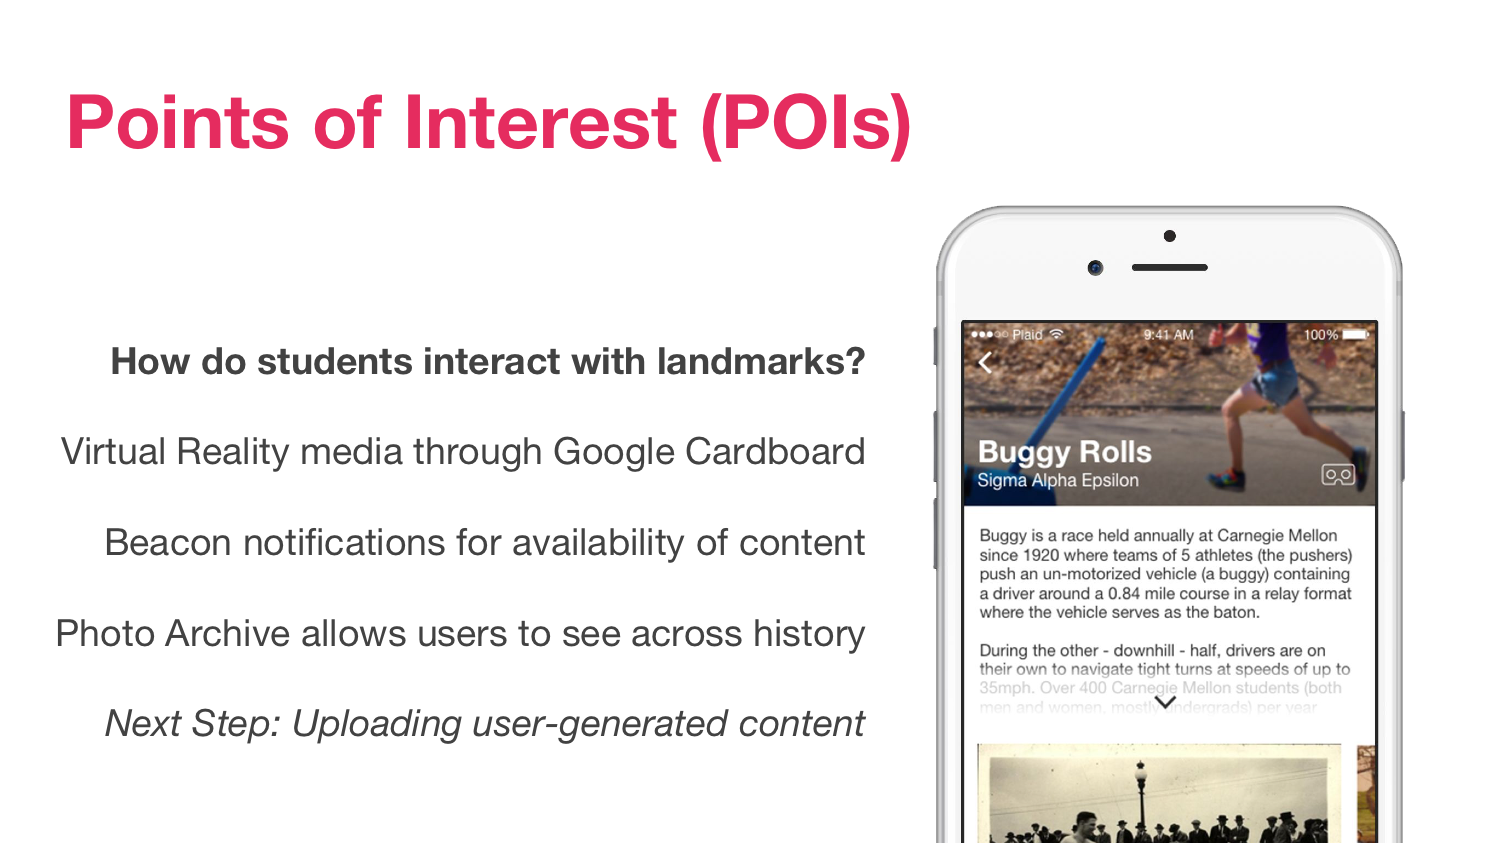 Points of Interest (POIs)
How do students interact with landmarks?
Virtual Reality media through Google Cardboard
Beacon notifications for availability of content
Photo Archive allows users to see across history
Next Step: Uploading user-generated content
Plaid 9:41 AM 100%
Buggy Rolls
Sigma Alpha Epsilon
Buggy is a race held annually at Carnegie Mellon
since 1920 where teams of 5 athletes (the pushers)
push an un-motorized vehicle (a buggy) containing
a driver around a 0.84 mile course in a relay format
where the vehicle serves as the baton.
During the other - downhill - half, drivers are on
their own to navigate tight turns at speeds of up to
35mph. Over 400 Carnegie Mellon students (both
men and women, mostly undergrads) per year